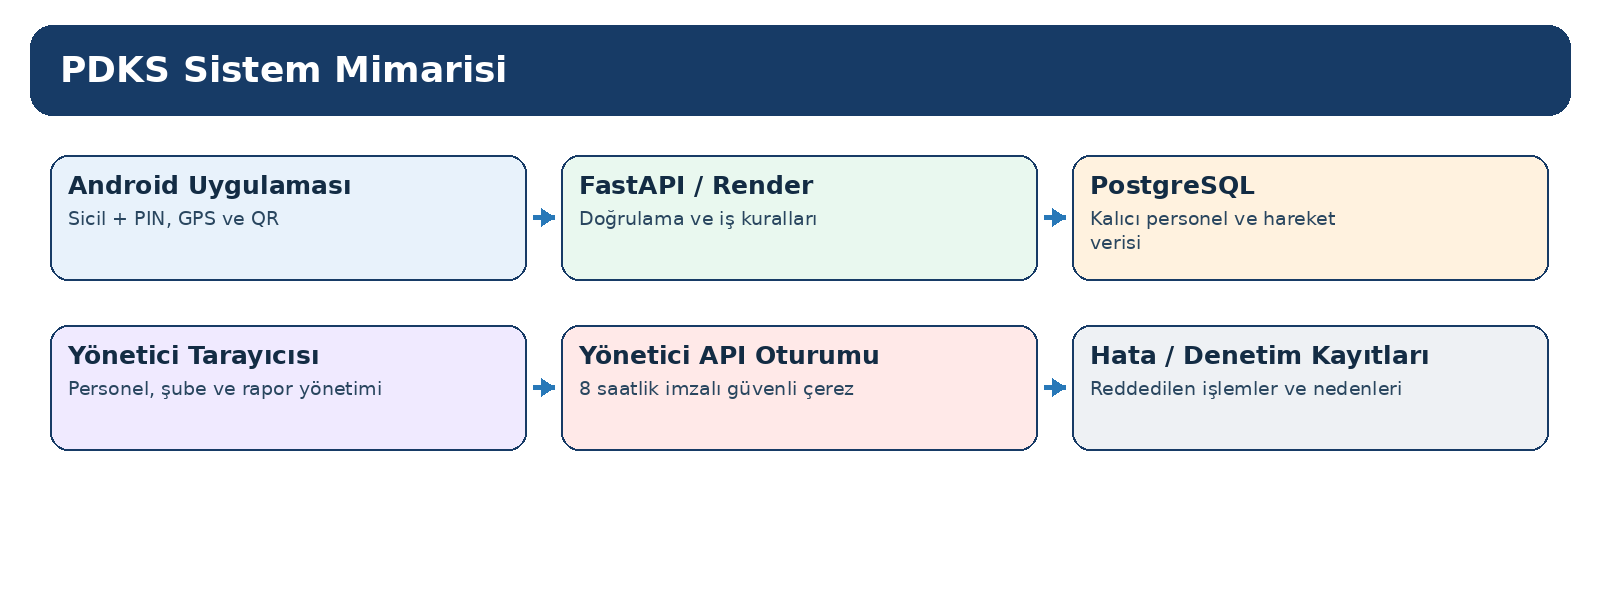 PDKS Sistem Mimarisi
Android Uygulaması
Sicil + PIN, GPS ve QR
FastAPI / Render
Doğrulama ve iş kuralları
PostgreSQL
Kalıcı personel ve hareket
verisi
Yönetici Tarayıcısı
Personel, şube ve rapor yönetimi
Yönetici API Oturumu
8 saatlik imzalı güvenli çerez
Hata / Denetim Kayıtları
Reddedilen işlemler ve nedenleri